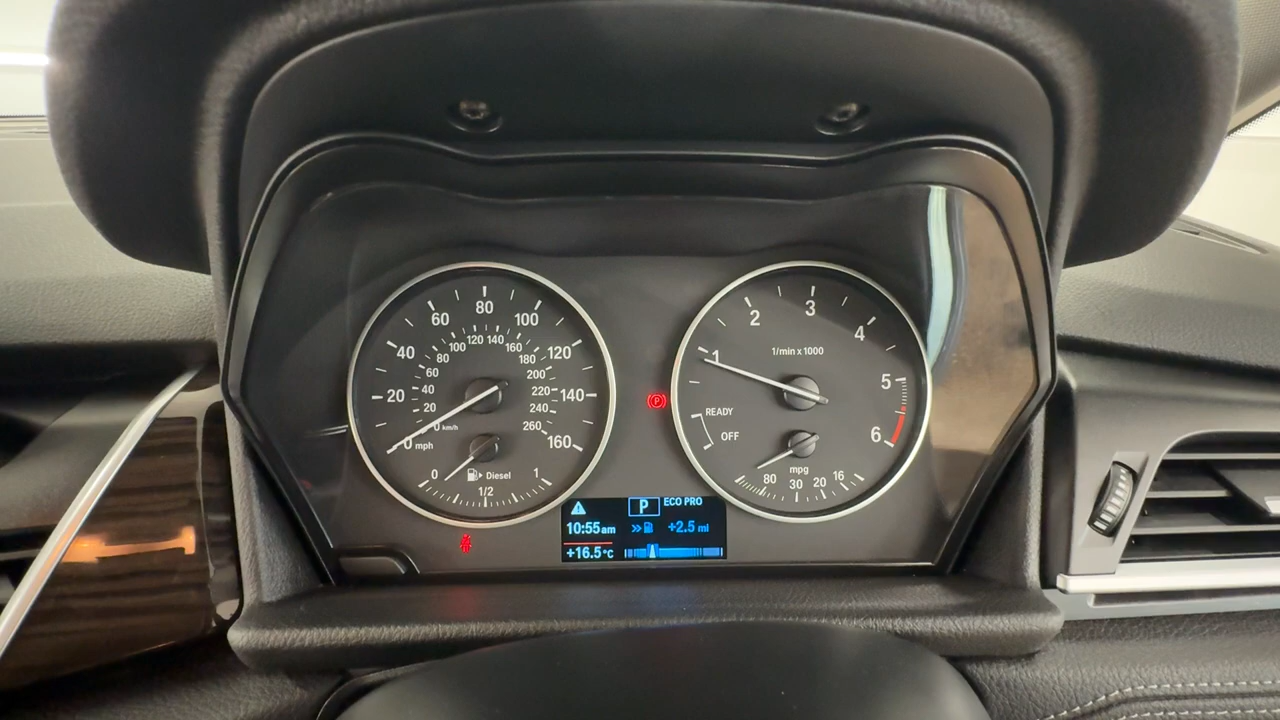 20 40 60 80 100 120 140 160
20 40 60 80 100 120 140 160 180 200 220 240 260
0 km/h
0 mph
0 1/2 1
Diesel
1 2 3 4 5 6
1/min x 1000
READY
OFF
mpg
80 30 20 16
P
P ECO PRO
10:55am +2.5 ml
+16.5°C